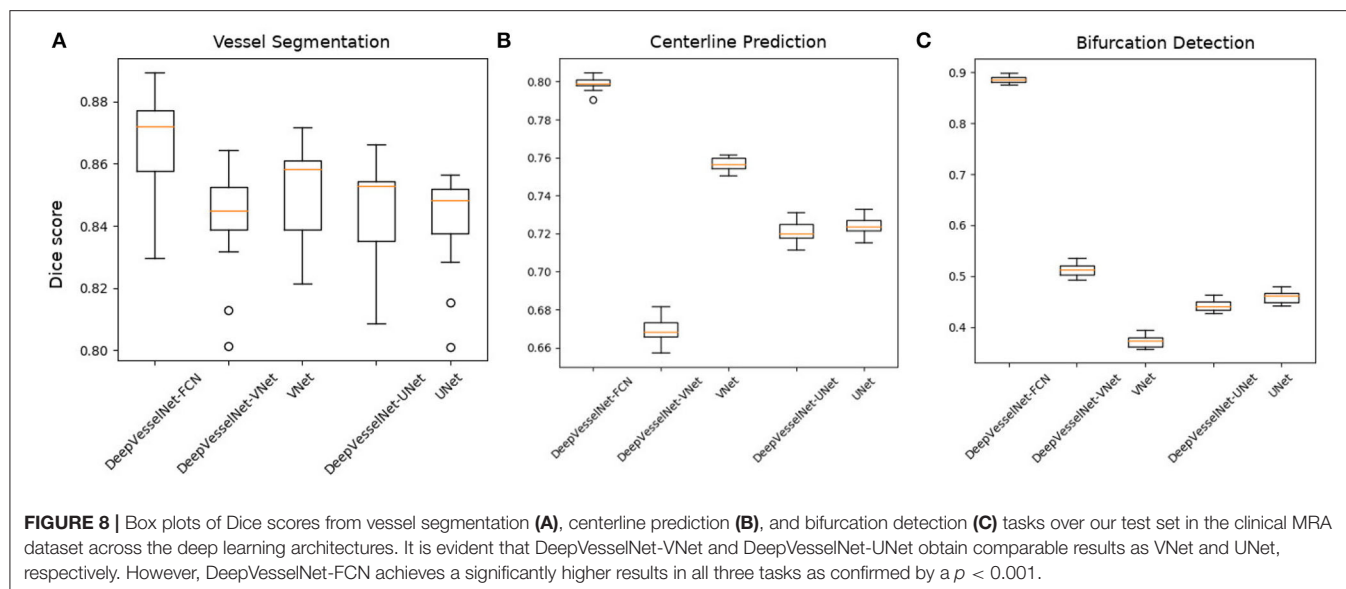 A
Vessel Segmentation
Dice score
0.88
0.86
0.84
0.82
0.80
DeepVesselNet-FCN
DeepVesselNet-VNet
VNet
DeepVesselNet-UNet
UNet
B
Centerline Prediction
0.80
0.78
0.76
0.74
0.72
0.70
0.68
0.66
DeepVesselNet-FCN
DeepVesselNet-VNet
VNet
DeepVesselNet-UNet
UNet
C
Bifurcation Detection
0.9
0.8
0.7
0.6
0.5
0.4
DeepVesselNet-FCN
DeepVesselNet-VNet
VNet
DeepVesselNet-UNet
UNet
FIGURE 8 | Box plots of Dice scores from vessel segmentation (A), centerline prediction (B), and bifurcation detection (C) tasks over our test set in the clinical MRA
dataset across the deep learning architectures. It is evident that DeepVesselNet-VNet and DeepVesselNet-UNet obtain comparable results as VNet and UNet,
respectively. However, DeepVesselNet-FCN achieves a significantly higher results in all three tasks as confirmed by a p < 0.001.